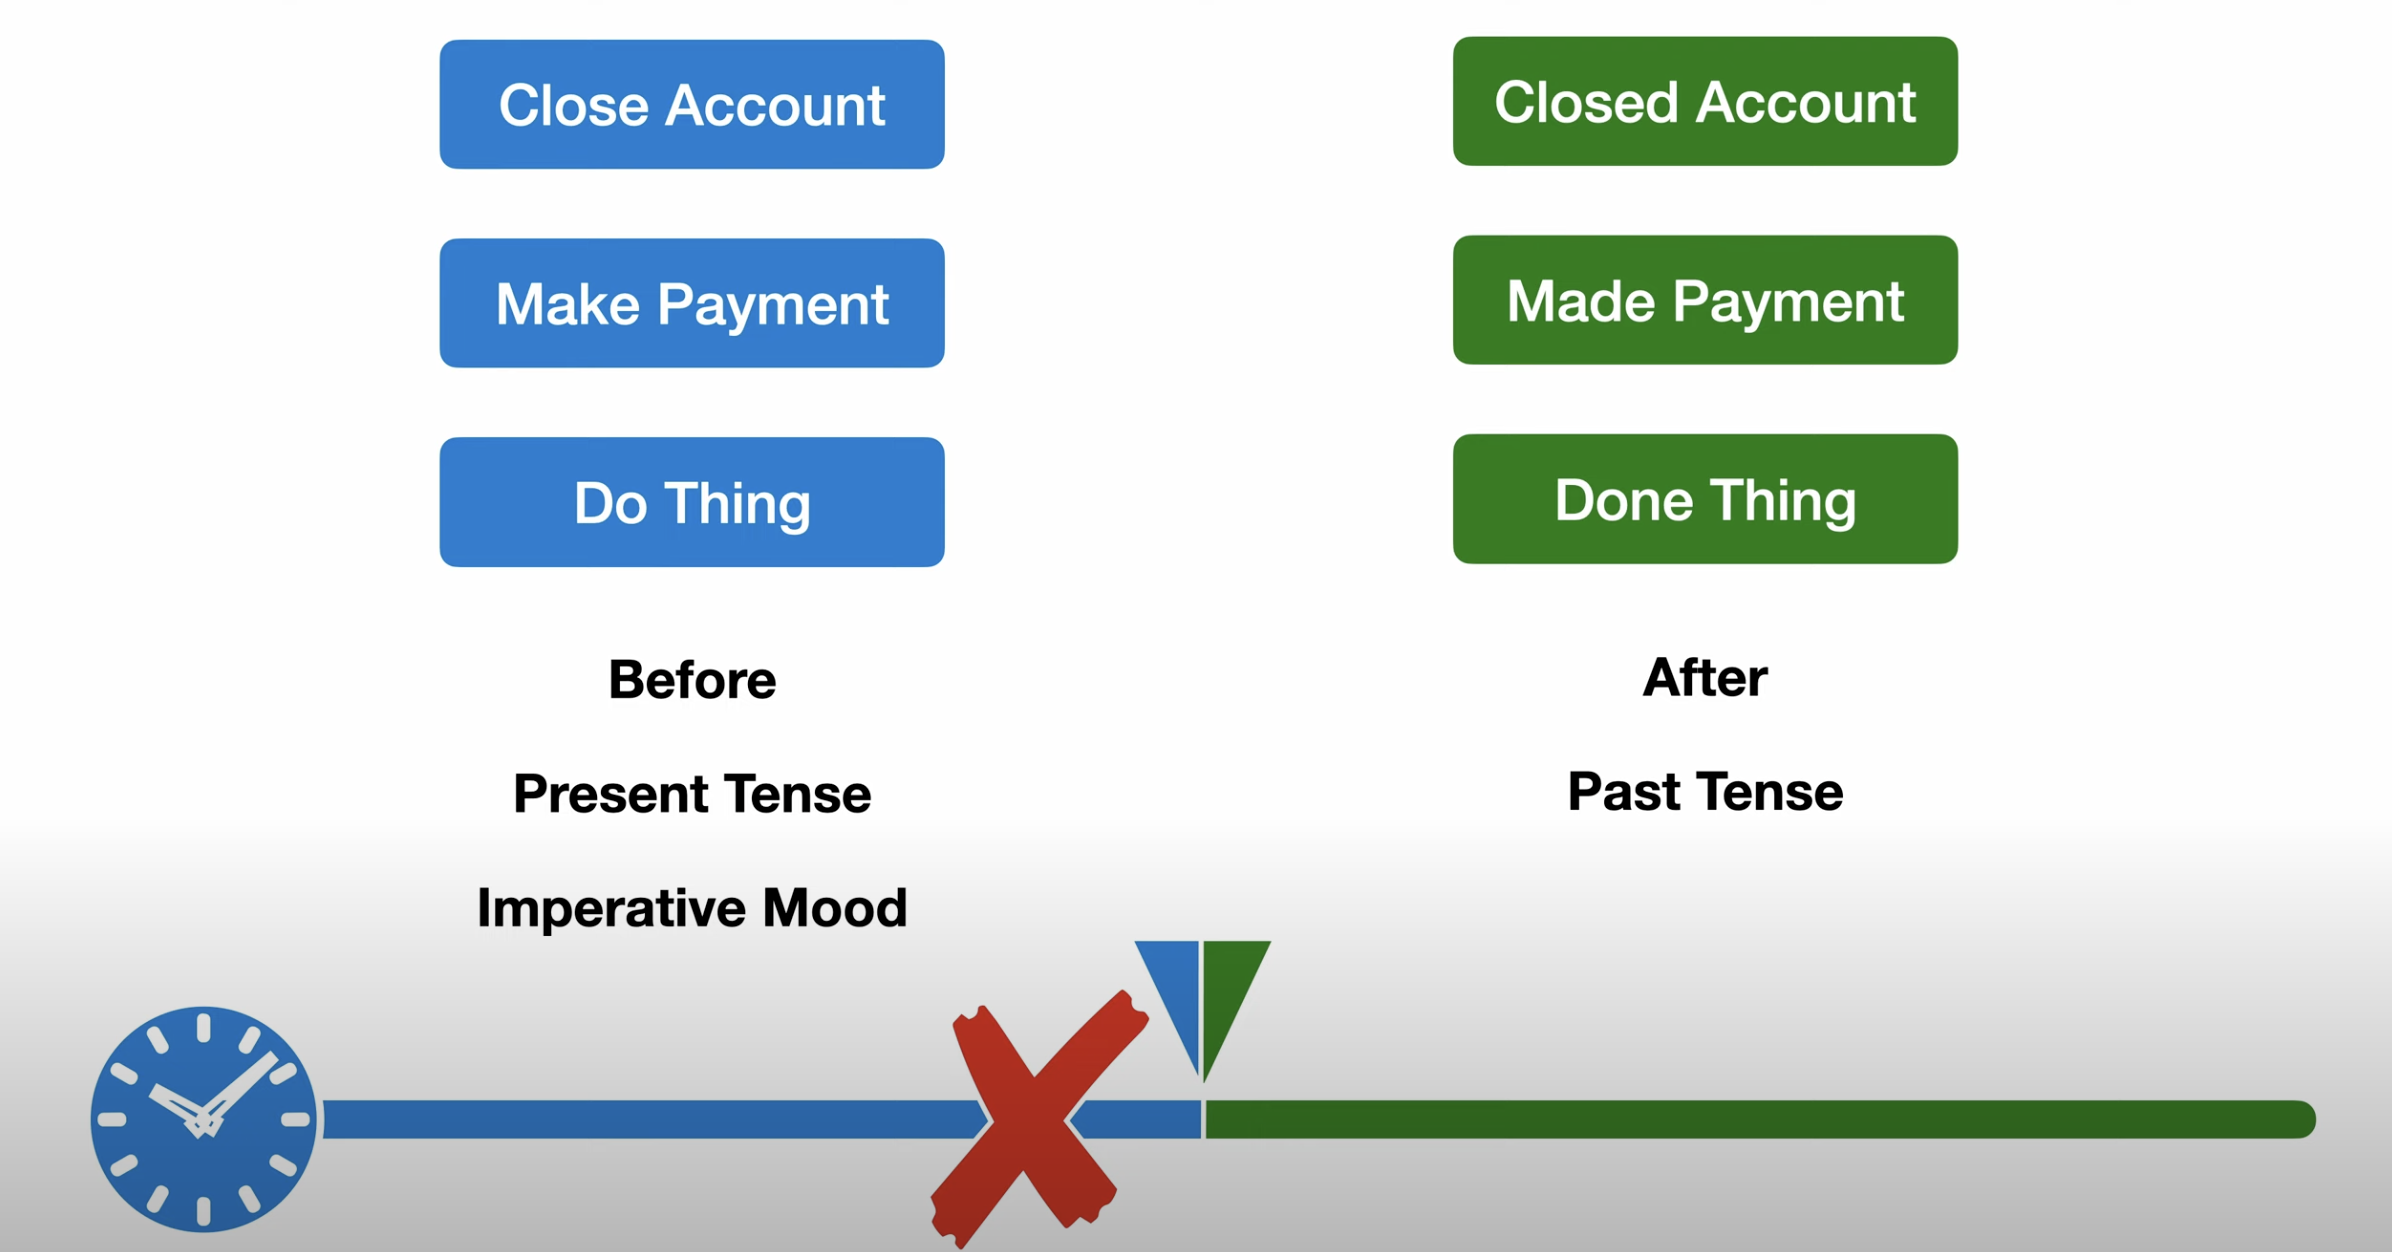 Close Account
Make Payment
Do Thing
Before
Present Tense
Imperative Mood
Closed Account
Made Payment
Done Thing
After
Past Tense